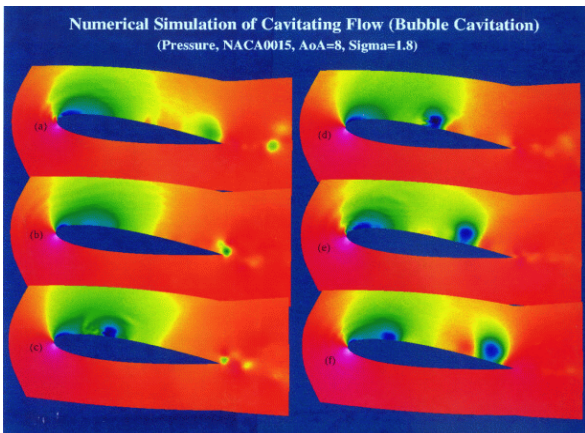 Numerical Simulation of Cavitating Flow (Bubble Cavitation)
(Pressure, NACA0015, AoA=8, Sigma=1.8)
(a)
(b)
(c)
(d)
(e)
(f)